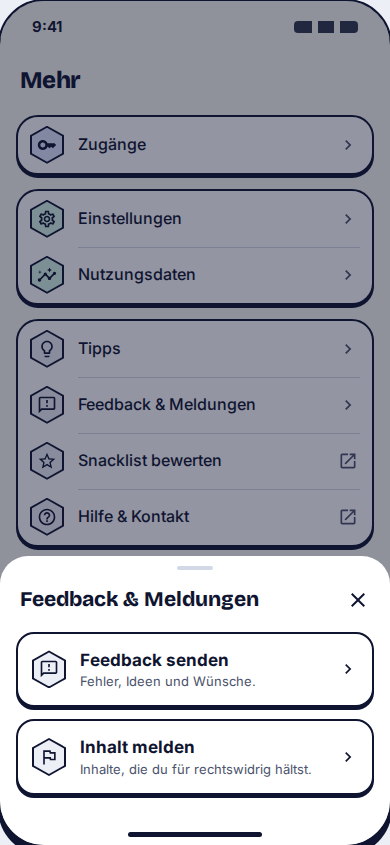 9:41
Mehr
Zugänge
Einstellungen
Nutzungsdaten
Tipps
Feedback & Meldungen
Snacklist bewerten
Hilfe & Kontakt
Feedback & Meldungen
Feedback senden
Fehler, Ideen und Wünsche.
Inhalt melden
Inhalte, die du für rechtswidrig hältst.